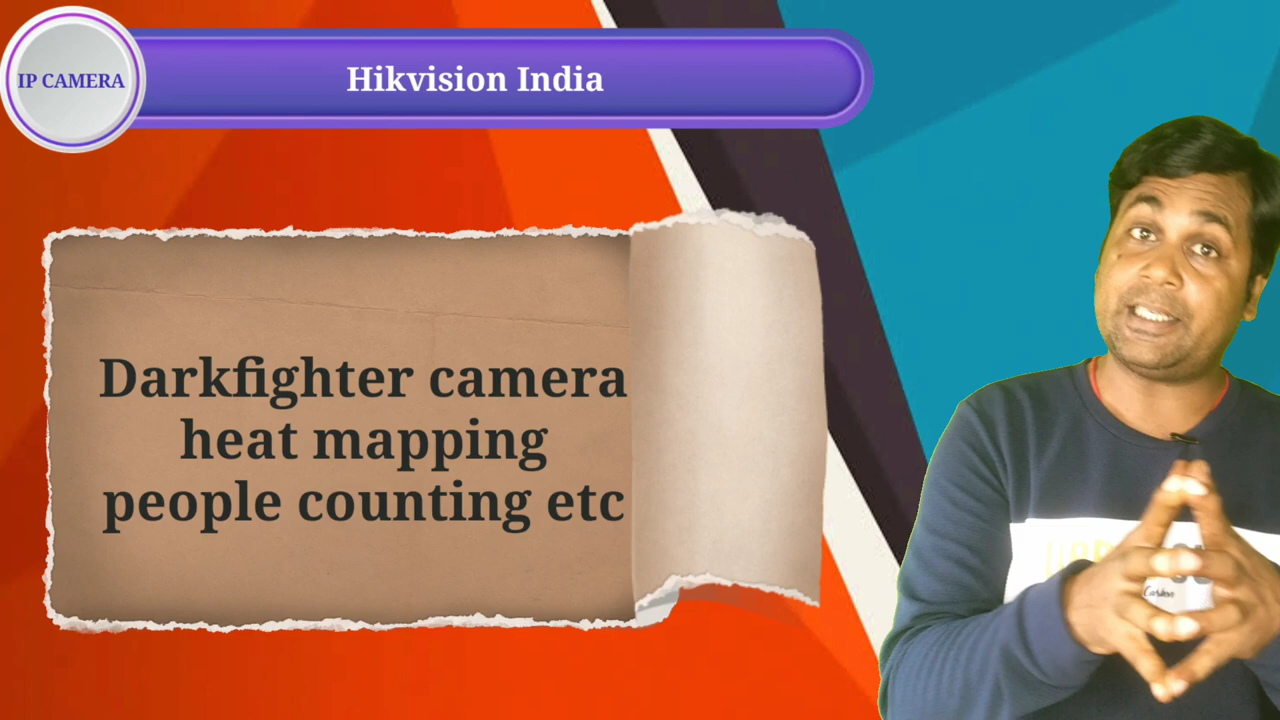 IP CAMERA
Hikvision India
Darkfighter camera
heat mapping
people counting etc